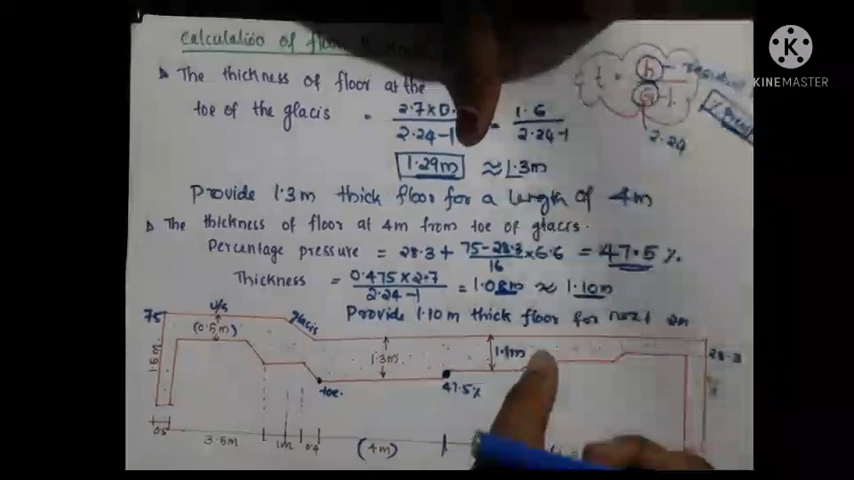 calculation of
KINEMASTER
The thickness of floor at the
toe of the glacis = 2.7×0. / 2.24-1 = 1.6 / 2.24-1
t = h / G-1
2.24
1.29m ≈ 1.3m
Provide 1.3m thick floor for a length of 4m
The thickness of floor at 4m from toe of glacis.
Percentage pressure = 28.3 + 75-28.3 / 16 × 6.6 = 47.5 %.
Thickness = 0.475×2.7 / 2.24-1 = 1.08m ≈ 1.10m
Provide 1.10m thick floor for next 2m
75 u/s glacis
(0.5m)
1.5m 1.3m 1.1m 28.3
toe. 47.5%
0.5 3.5m 1m 0.4 (4m)